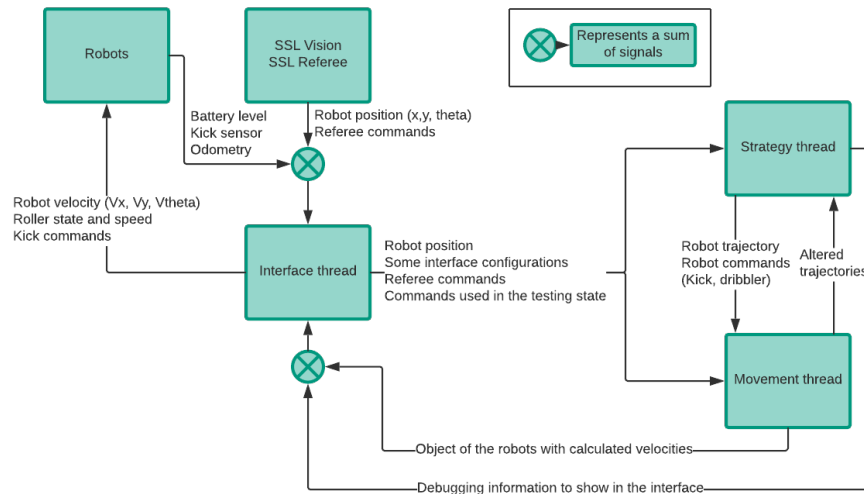 Robots
SSL Vision
SSL Referee
Represents a sum
of signals
Battery level
Kick sensor
Odometry
Robot position (x,y, theta)
Referee commands
Strategy thread
Robot velocity (Vx, Vy, Vtheta)
Roller state and speed
Kick commands
Interface thread
Robot position
Some interface configurations
Referee commands
Commands used in the testing state
Robot trajectory
Robot commands
(Kick, dribbler)
Altered
trajectories
Movement thread
Object of the robots with calculated velocities
Debugging information to show in the interface